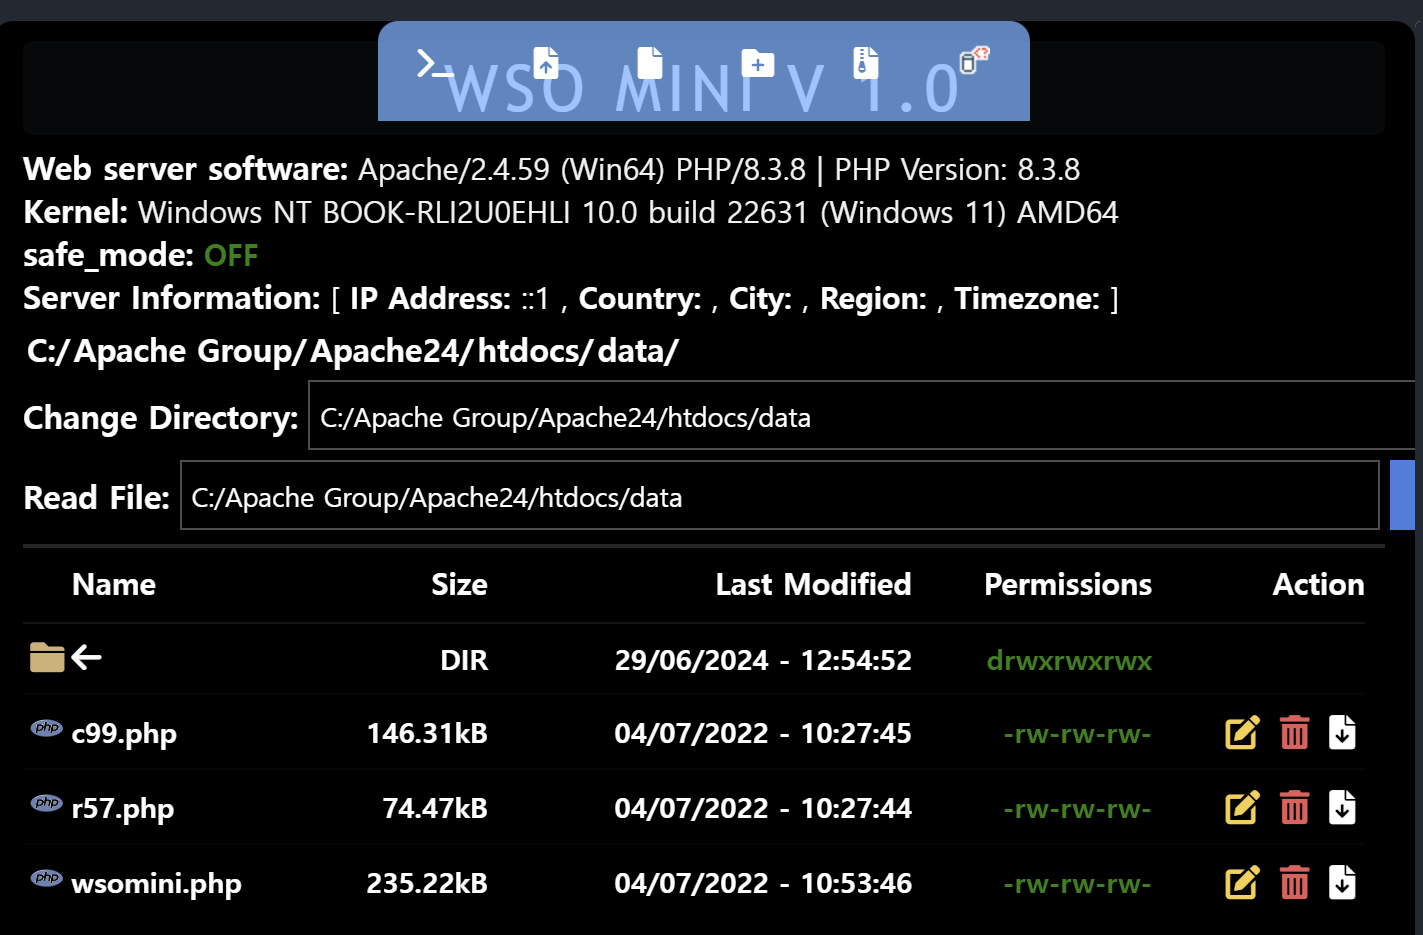 WSO MINI V 1.0
Web server software: Apache/2.4.59 (Win64) PHP/8.3.8 | PHP Version: 8.3.8
Kernel: Windows NT BOOK-RLI2U0EHLI 10.0 build 22631 (Windows 11) AMD64
safe_mode: OFF
Server Information: [ IP Address: ::1 , Country: , City: , Region: , Timezone: ]
C:/Apache Group/Apache24/htdocs/data/
Change Directory: C:/Apache Group/Apache24/htdocs/data
Read File: C:/Apache Group/Apache24/htdocs/data
Name Size Last Modified Permissions Action
DIR 29/06/2024 - 12:54:52 drwxrwxrwx
php c99.php 146.31kB 04/07/2022 - 10:27:45 -rw-rw-rw-
php r57.php 74.47kB 04/07/2022 - 10:27:44 -rw-rw-rw-
php wsomini.php 235.22kB 04/07/2022 - 10:53:46 -rw-rw-rw-